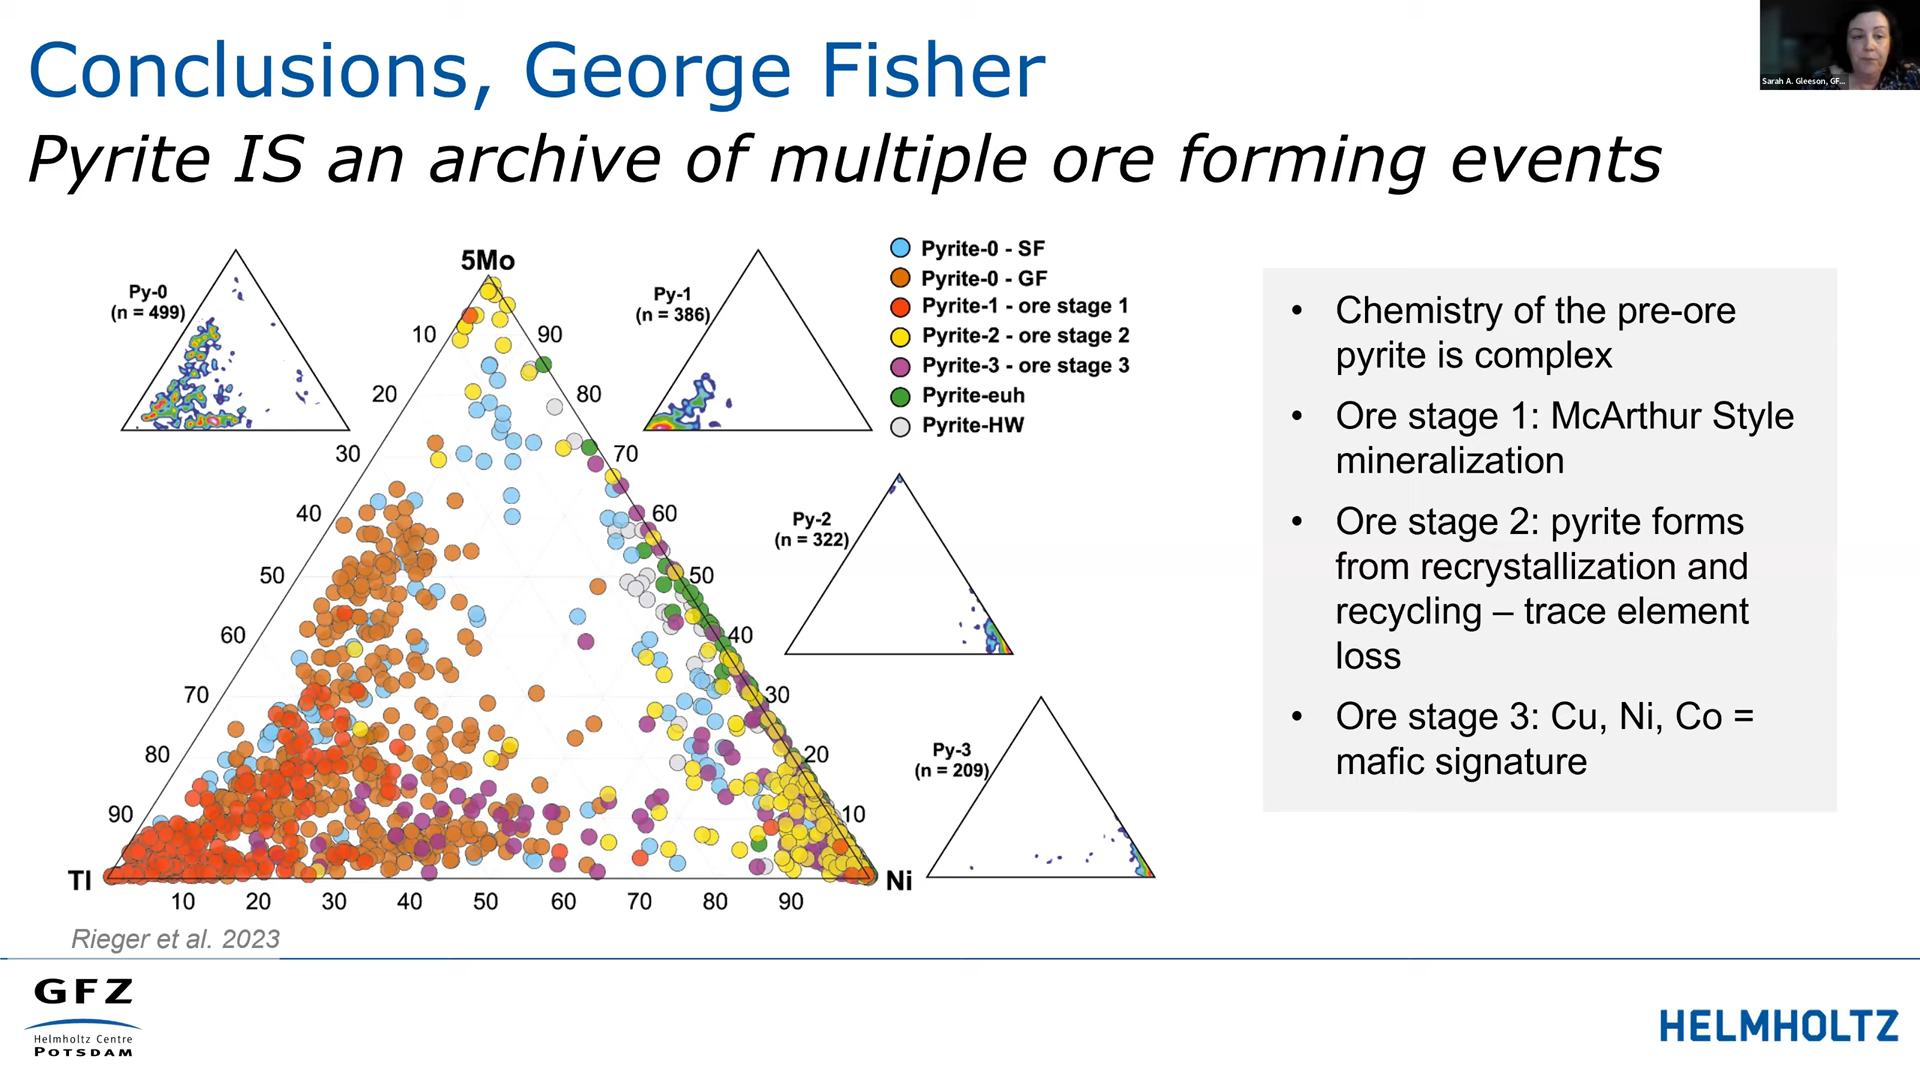 Conclusions, George Fisher
Sarah A. Gleeson, GF...
Pyrite IS an archive of multiple ore forming events
Py-0
(n = 499)
5Mo
Py-1
(n = 386)
Pyrite-0 - SF
Pyrite-0 - GF
Pyrite-1 - ore stage 1
Pyrite-2 - ore stage 2
Pyrite-3 - ore stage 3
Pyrite-euh
Pyrite-HW
10
90
20
80
30
70
40
60
50
50
60
40
70
30
80
20
90
10
Tl
Ni
10 20 30 40 50 60 70 80 90
Py-2
(n = 322)
Py-3
(n = 209)
• Chemistry of the pre-ore
pyrite is complex
• Ore stage 1: McArthur Style
mineralization
• Ore stage 2: pyrite forms
from recrystallization and
recycling – trace element
loss
• Ore stage 3: Cu, Ni, Co =
mafic signature
Rieger et al. 2023
GFZ
Helmholtz Centre
POTSDAM
HELMHOLTZ